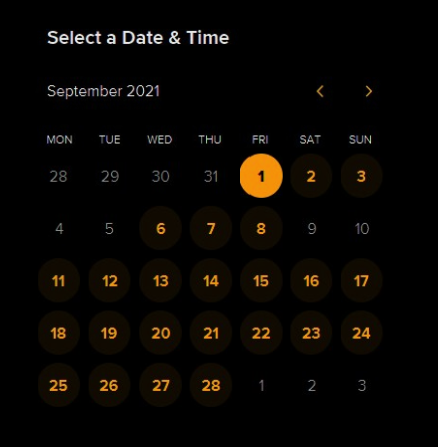 Select a Date & Time
September 2021
MON TUE WED THU FRI SAT SUN
28 29 30 31 1 2 3
4 5 6 7 8 9 10
11 12 13 14 15 16 17
18 19 20 21 22 23 24
25 26 27 28 1 2 3